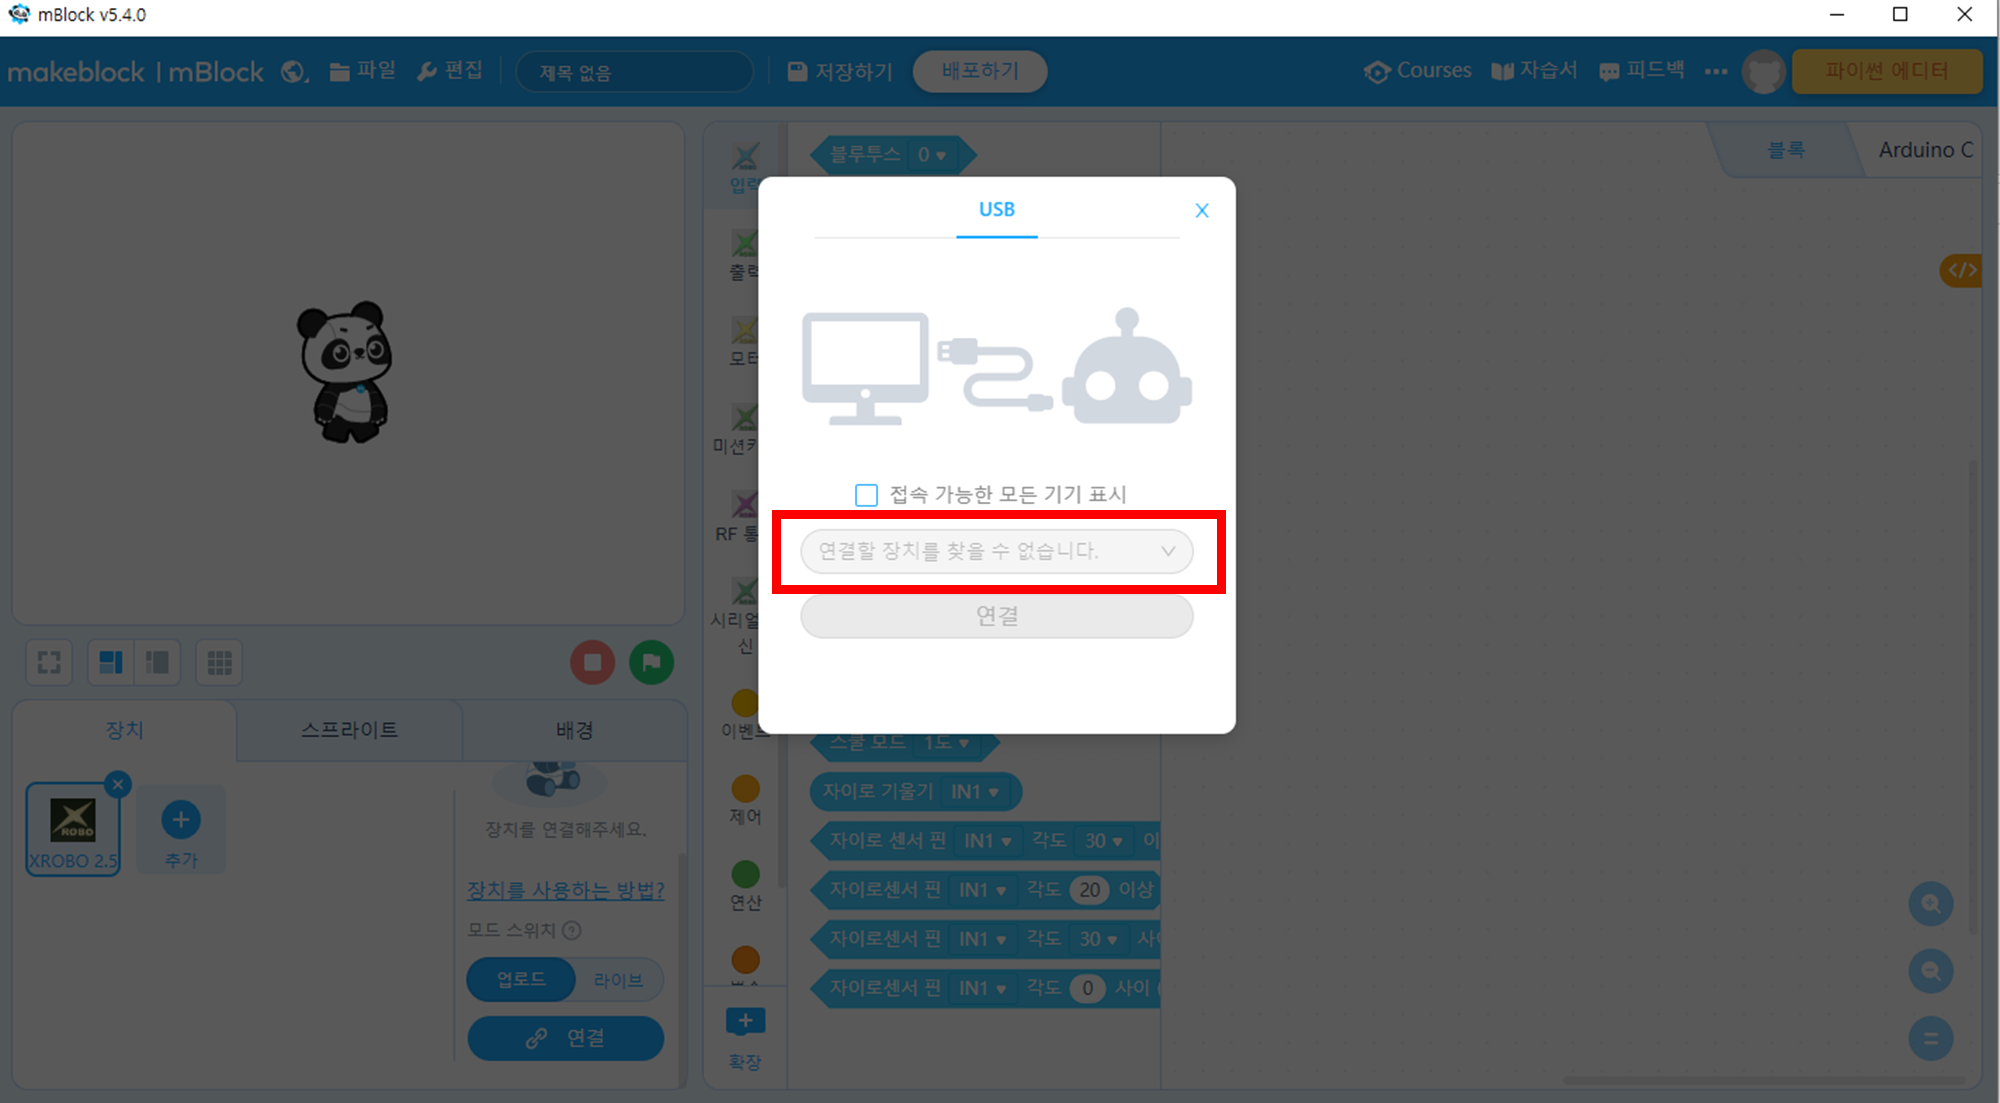 mBlock v5.4.0
makeblock | mBlock
파일
편집
제목 없음
저장하기
배포하기
Courses
자습서
피드백
파이썬 에디터
블루투스 0
블록
Arduino C
입력
USB
X
출력
모터
미션키
접속 가능한 모든 기기 표시
RF 통
연결할 장치를 찾을 수 없습니다.
연결
시리얼
신
장치
스프라이트
배경
이벤트
스쿨 모드 1도
자이로 기울기 IN1
제어
장치를 연결해주세요.
자이로 센서 핀 IN1 각도 30 이
XROBO 2.5
추가
장치를 사용하는 방법?
자이로센서 핀 IN1 각도 20 이상
연산
모드 스위치 ?
자이로센서 핀 IN1 각도 30 사이
업로드
라이브
자이로센서 핀 IN1 각도 0 사이 (
연결
확장